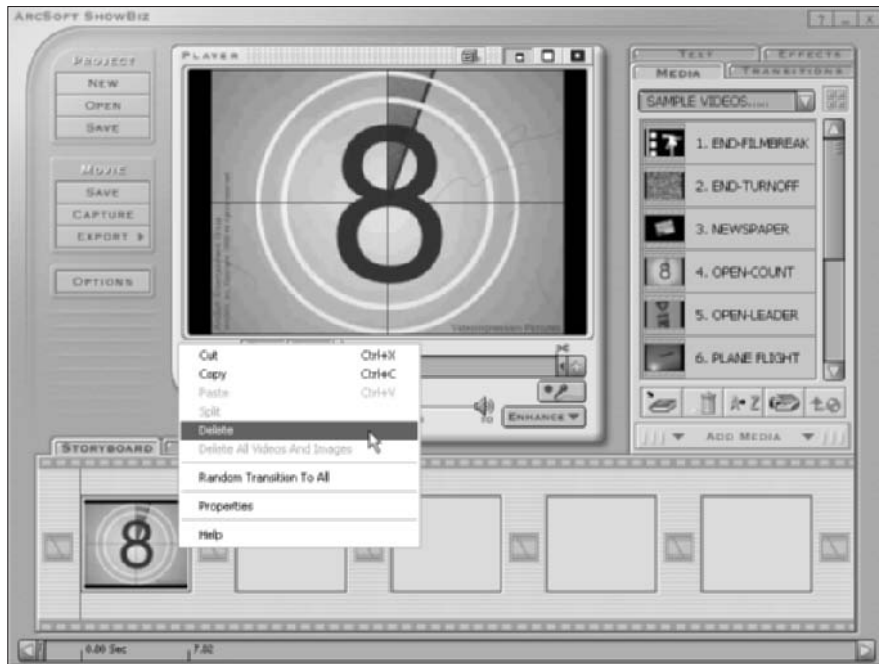 ArcSoft ShowBiz
? _ X
Project
New
Open
Save
Movie
Save
Capture
Export
Options
Player
8
Videoimpression Pictures
Text
Effects
Media
Transitions
SAMPLE VIDEOS.....
1. END-FILMBREAK
2. END-TURNOFF
3. NEWSPAPER
4. OPEN-COUNT
5. OPEN-LEADER
6. PLANE FLIGHT
A Z
Add Media
Enhance
Cut Ctrl+X
Copy Ctrl+C
Paste Ctrl+V
Split
Delete
Delete All Videos And Images
Random Transition To All
Properties
Help
Storyboard
8
0.00 Sec
7.02